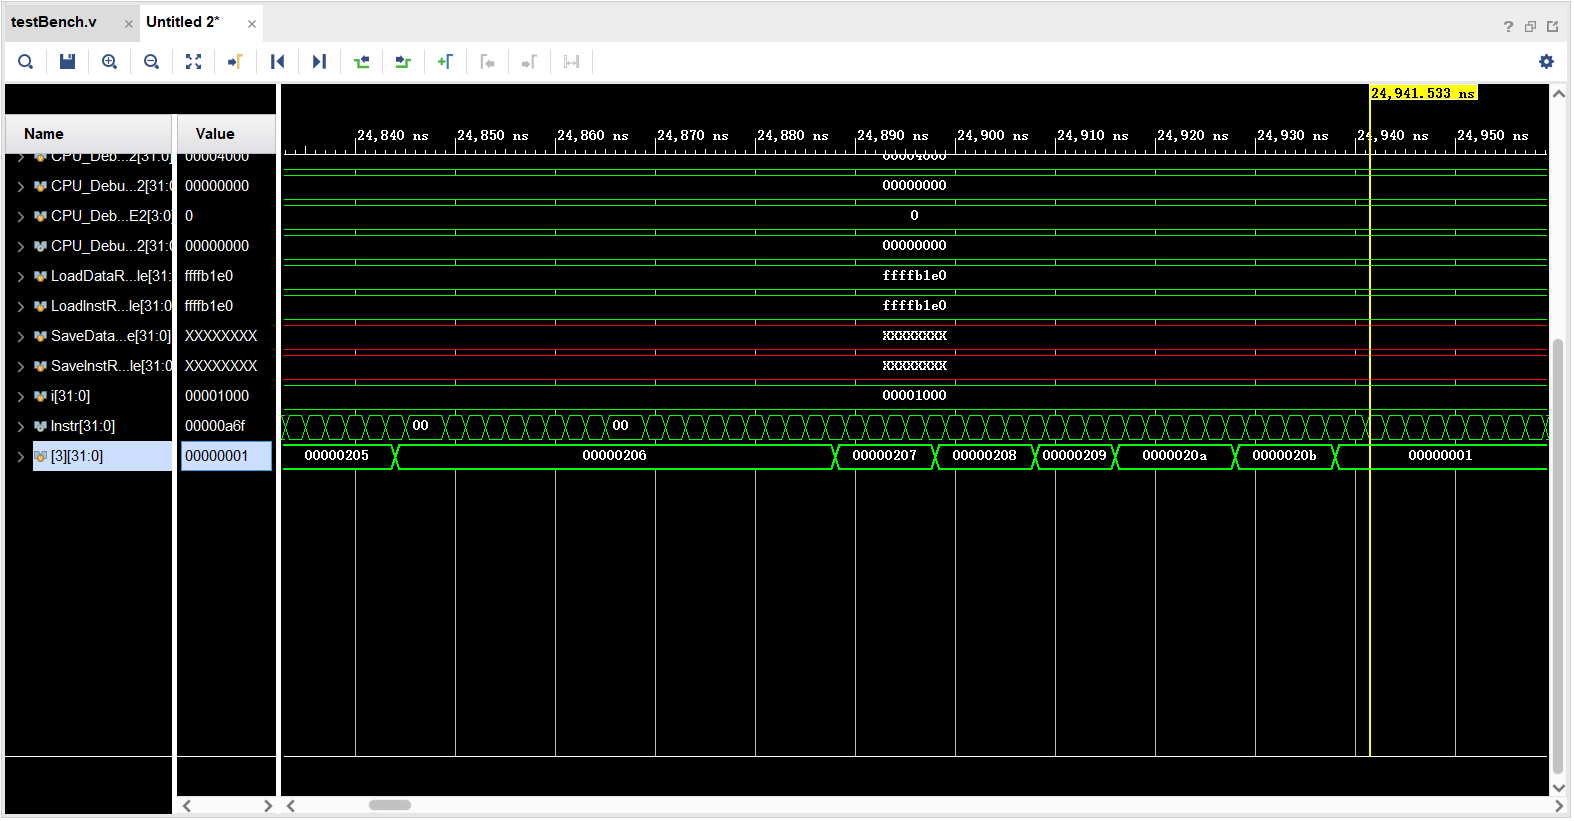 testBench.v × Untitled 2* ×
?
24,941.533 ns
Name Value
24,840 ns 24,850 ns 24,860 ns 24,870 ns 24,880 ns 24,890 ns 24,900 ns 24,910 ns 24,920 ns 24,930 ns 24,940 ns 24,950 ns
CPU_Deb...2[31:0] 00004000 00004000
CPU_Debu...2[31:0 00000000 00000000
CPU_Deb...E2[3:0] 0 0
CPU_Debu...2[31:0 00000000 00000000
LoadDataR...le[31: ffffb1e0 ffffb1e0
LoadInstR...le[31:0 ffffb1e0 ffffb1e0
SaveData...e[31:0] XXXXXXXX XXXXXXXX
SaveInstR...le[31:0 XXXXXXXX XXXXXXXX
i[31:0] 00001000 00001000
Instr[31:0] 00000a6f 00 00
[3][31:0] 00000001 00000205 00000206 00000207 00000208 00000209 0000020a 0000020b 00000001